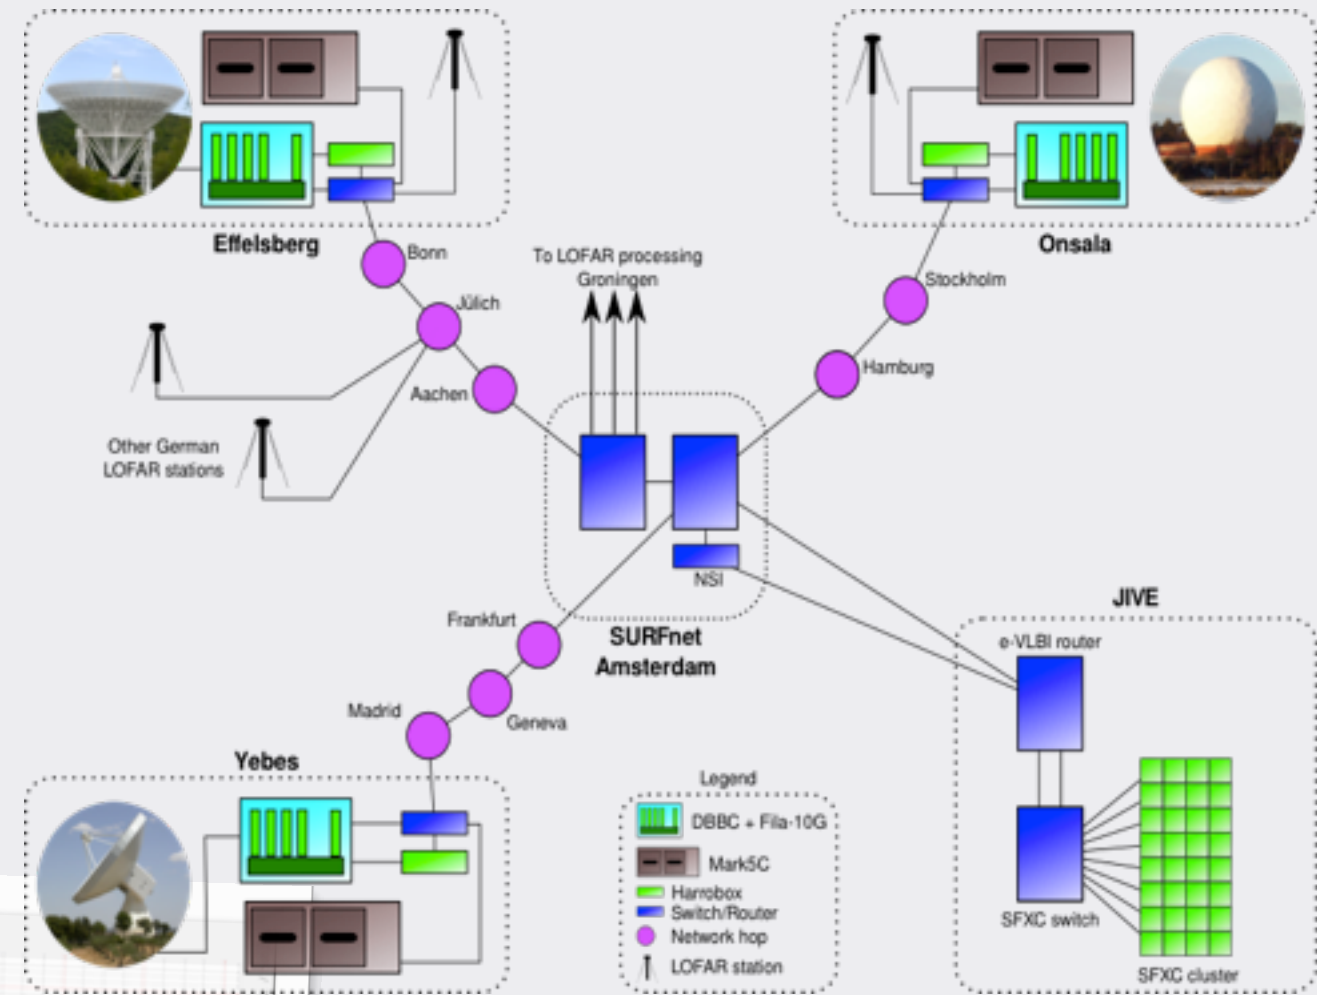 Effelsberg
Onsala
Bonn
To LOFAR processing
Groningen
Stockholm
Jülich
Hamburg
Aachen
Other German
LOFAR stations
NSI
JIVE
Frankfurt
SURFnet
Amsterdam
e-VLBI router
Madrid
Geneva
Yebes
Legend
DBBC + Fila-10G
Mark5C
Harrobox
Switch/Router
SFXC switch
Network hop
LOFAR station
SFXC cluster